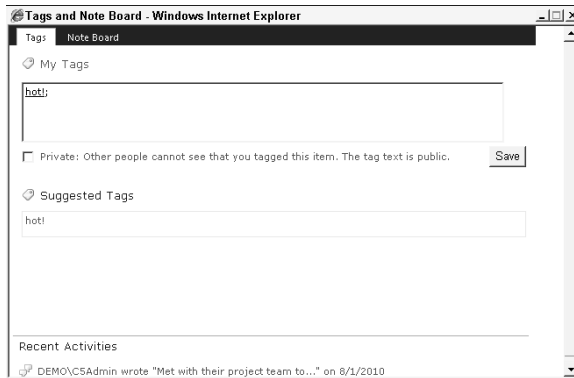 Tags and Note Board - Windows Internet Explorer
Tags Note Board
My Tags
hot!;
Private: Other people cannot see that you tagged this item. The tag text is public. Save
Suggested Tags
hot!
Recent Activities
DEMO\C5Admin wrote "Met with their project team to..." on 8/1/2010